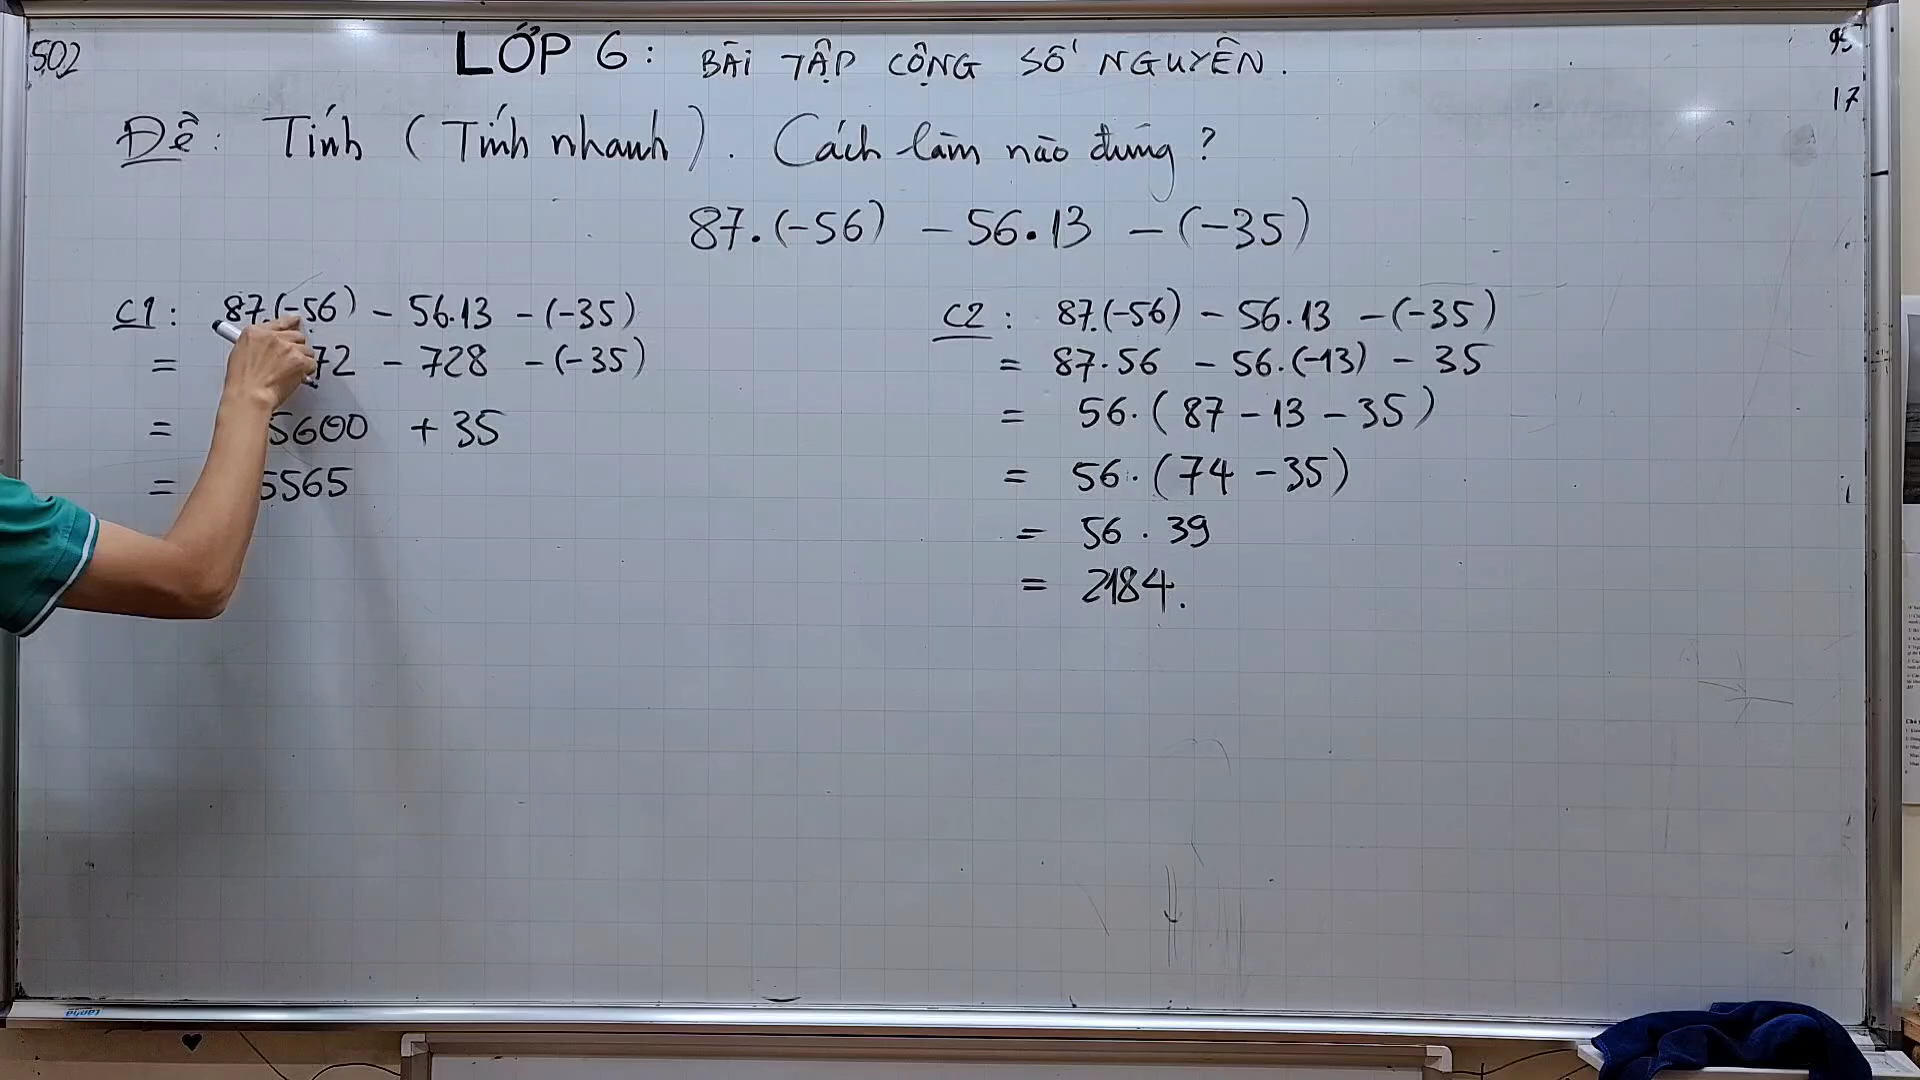 502
LỚP 6: BÀI TẬP CỘNG SỐ NGUYÊN.
95
17
Đề: Tính (Tính nhanh). Cách làm nào đúng?
87.(-56) - 56.13 - (-35)
C1: 87.(-56) - 56.13 - (-35)
= 72 - 728 - (-35)
= 5600 + 35
= 5565
C2: 87.(-56) - 56.13 - (-35)
= 87.56 - 56.(-13) - 35
= 56.(87 - 13 - 35)
= 56.(74 - 35)
= 56 . 39
= 2184.